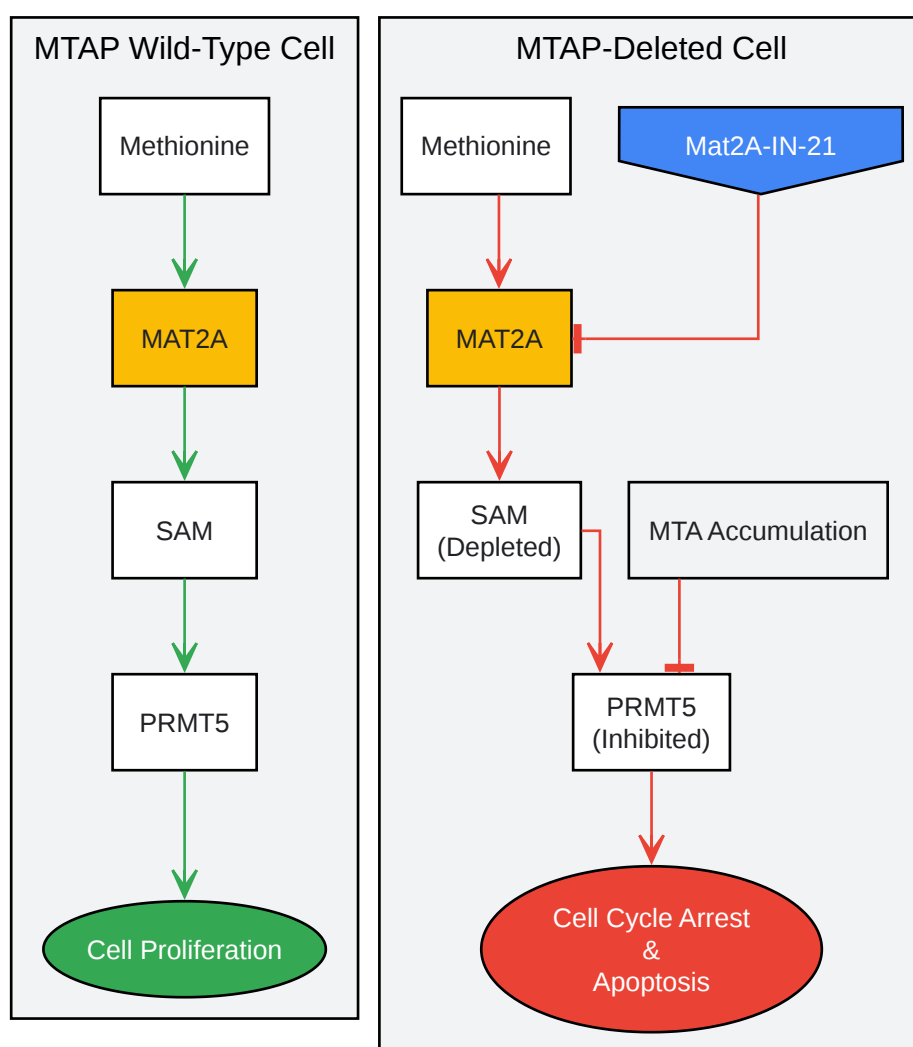 MTAP Wild-Type Cell
Methionine
MAT2A
SAM
PRMT5
Cell Proliferation
MTAP-Deleted Cell
Methionine
Mat2A-IN-21
MAT2A
SAM
(Depleted)
MTA Accumulation
PRMT5
(Inhibited)
Cell Cycle Arrest
&
Apoptosis